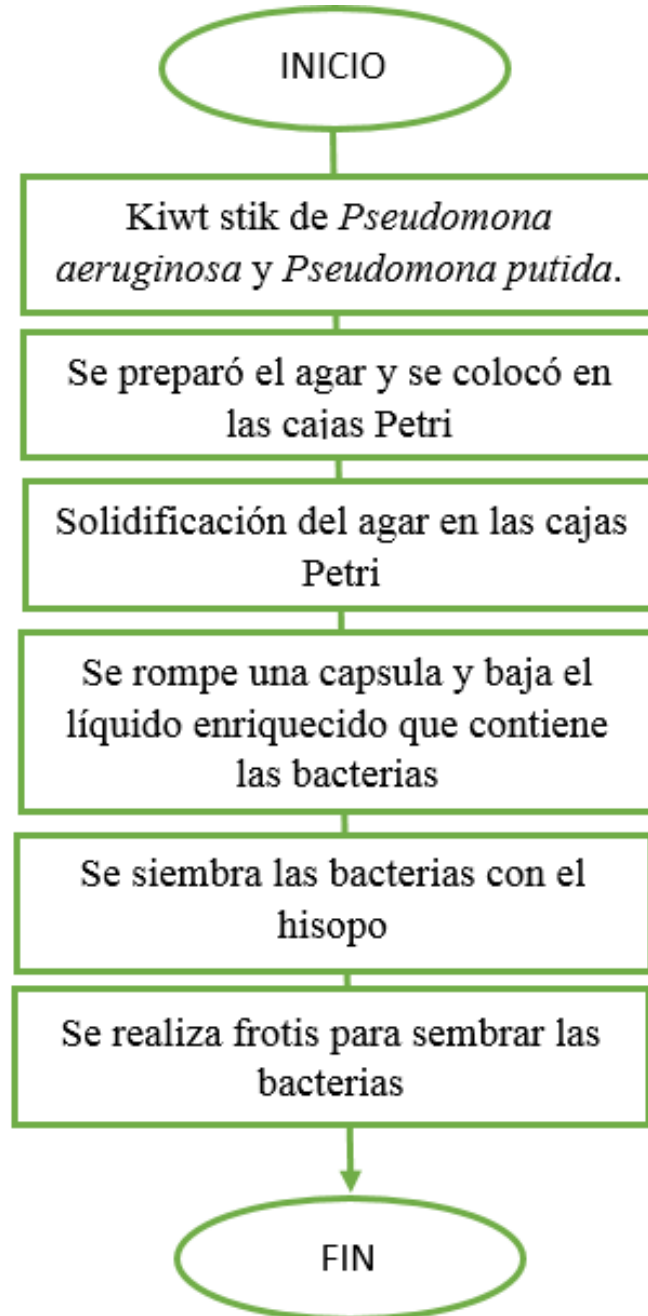 INICIO
Kiwt stik de Pseudomona
aeruginosa y Pseudomona putida.
Se preparó el agar y se colocó en
las cajas Petri
Solidificación del agar en las cajas
Petri
Se rompe una capsula y baja el
líquido enriquecido que contiene
las bacterias
Se siembra las bacterias con el
hisopo
Se realiza frotis para sembrar las
bacterias
FIN